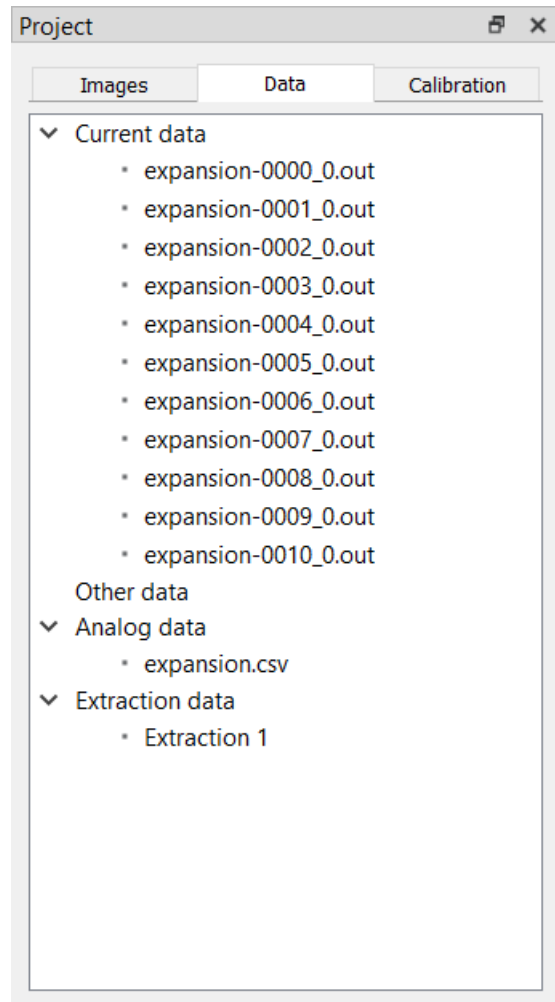 Project
Images Data Calibration
Current data
expansion-0000_0.out
expansion-0001_0.out
expansion-0002_0.out
expansion-0003_0.out
expansion-0004_0.out
expansion-0005_0.out
expansion-0006_0.out
expansion-0007_0.out
expansion-0008_0.out
expansion-0009_0.out
expansion-0010_0.out
Other data
Analog data
expansion.csv
Extraction data
Extraction 1